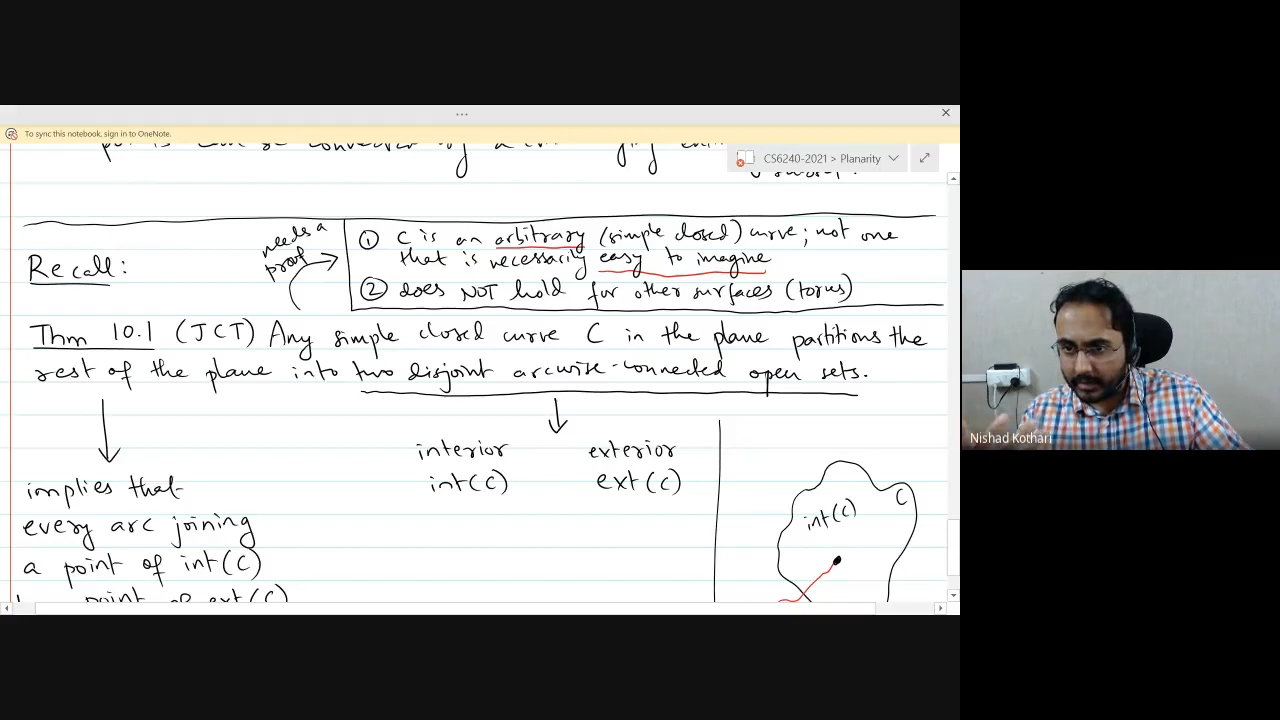 To sync this notebook, sign in to OneNote.
CS6240-2021 > Planarity
Recall:
needs a
proof
① C is an arbitrary (simple closed) curve; not one
that is necessarily easy to imagine
② does NOT hold for other surfaces (torus)
Thm 10.1 (JCT) Any simple closed curve C in the plane partitions the
rest of the plane into two disjoint arcwise-connected open sets.
interior exterior
int(C) ext(C)
implies that
every arc joining
a point of int(C)
point of ext(C)
C
int(C)
Nishad Kothari